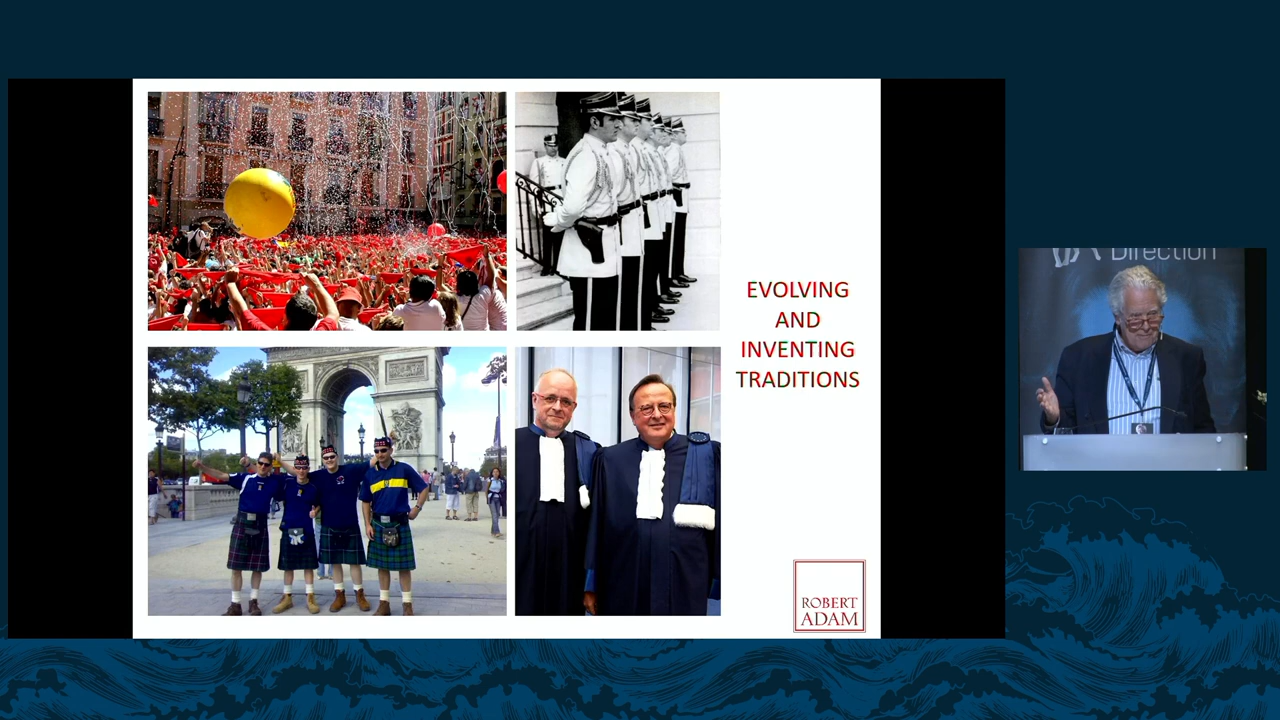 EVOLVING
AND
INVENTING
TRADITIONS
ROBERT
ADAM
Direction